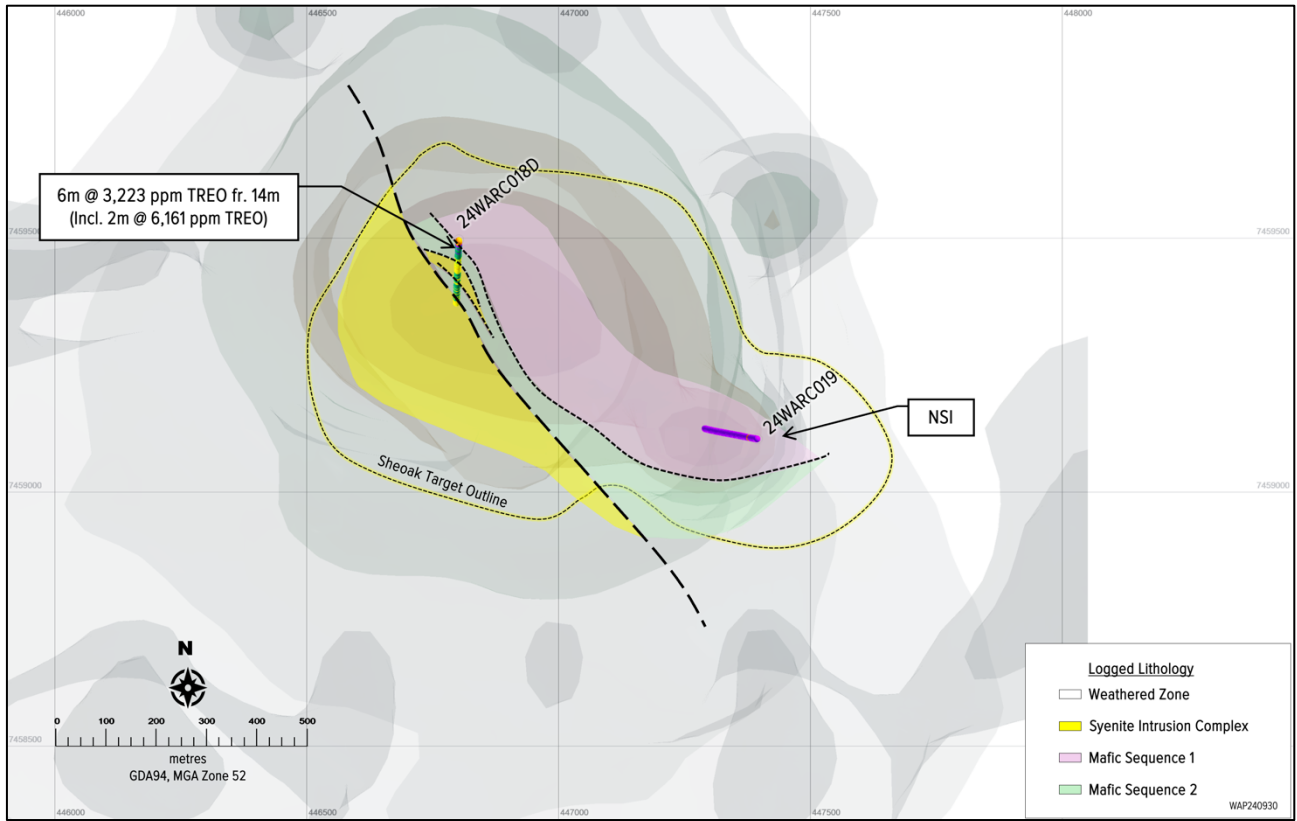 446000
446500
447000
447500
448000
24WARC018D
6m @ 3,223 ppm TREO fr. 14m
(Incl. 2m @ 6,161 ppm TREO)
7459500
7459500
24WARC019
NSI
Sheoak Target Outline
7459000
7459000
N
0 100 200 300 400 500
metres
GDA94, MGA Zone 52
7458500
Logged Lithology
Weathered Zone
Syenite Intrusion Complex
Mafic Sequence 1
Mafic Sequence 2
WAP240930
446000
446500
447000
447500
448000